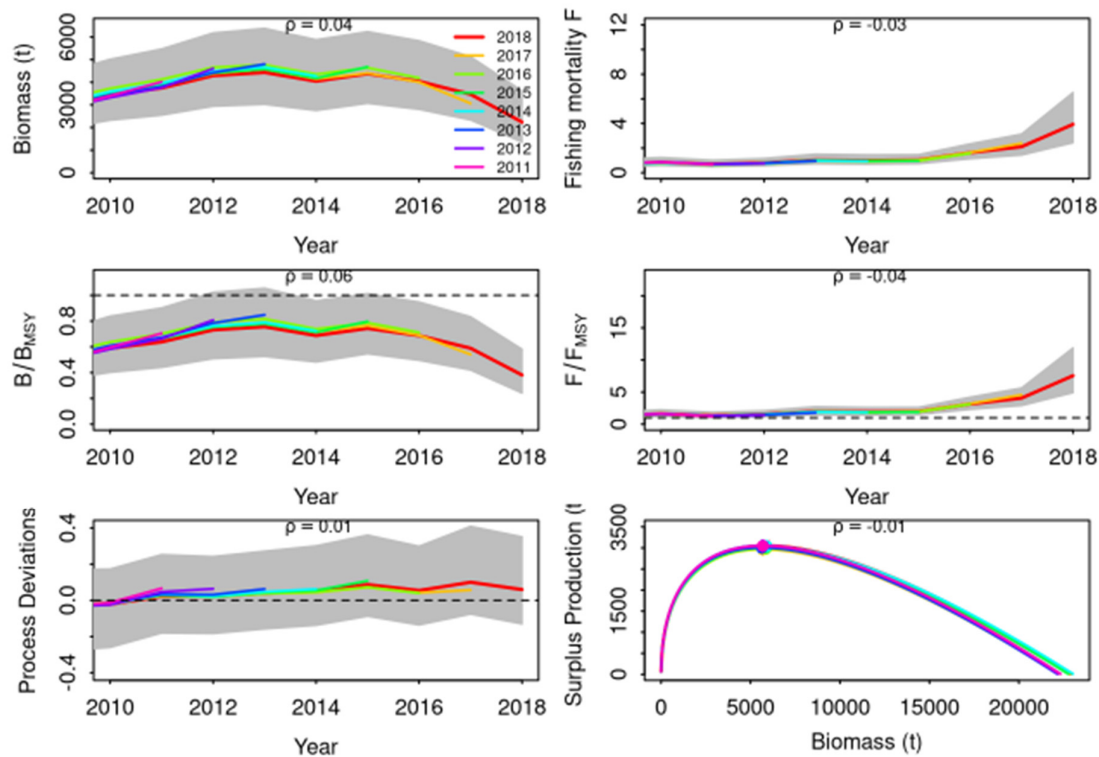 ρ = 0.04
Biomass (t)
6000
3000
0
2018
2017
2016
2015
2014
2013
2012
2011
2010 2012 2014 2016 2018
Year
ρ = -0.03
Fishing mortality F
12
8
4
0
2010 2012 2014 2016 2018
Year
ρ = 0.06
B/BMSY
0.8
0.4
0.0
2010 2012 2014 2016 2018
Year
ρ = -0.04
F/FMSY
15
5
0
2010 2012 2014 2016 2018
Year
ρ = 0.01
Process Deviations
0.4
0.0
-0.4
2010 2012 2014 2016 2018
Year
ρ = -0.01
Surplus Production (t
3500
1500
0
0 5000 10000 15000 20000
Biomass (t)